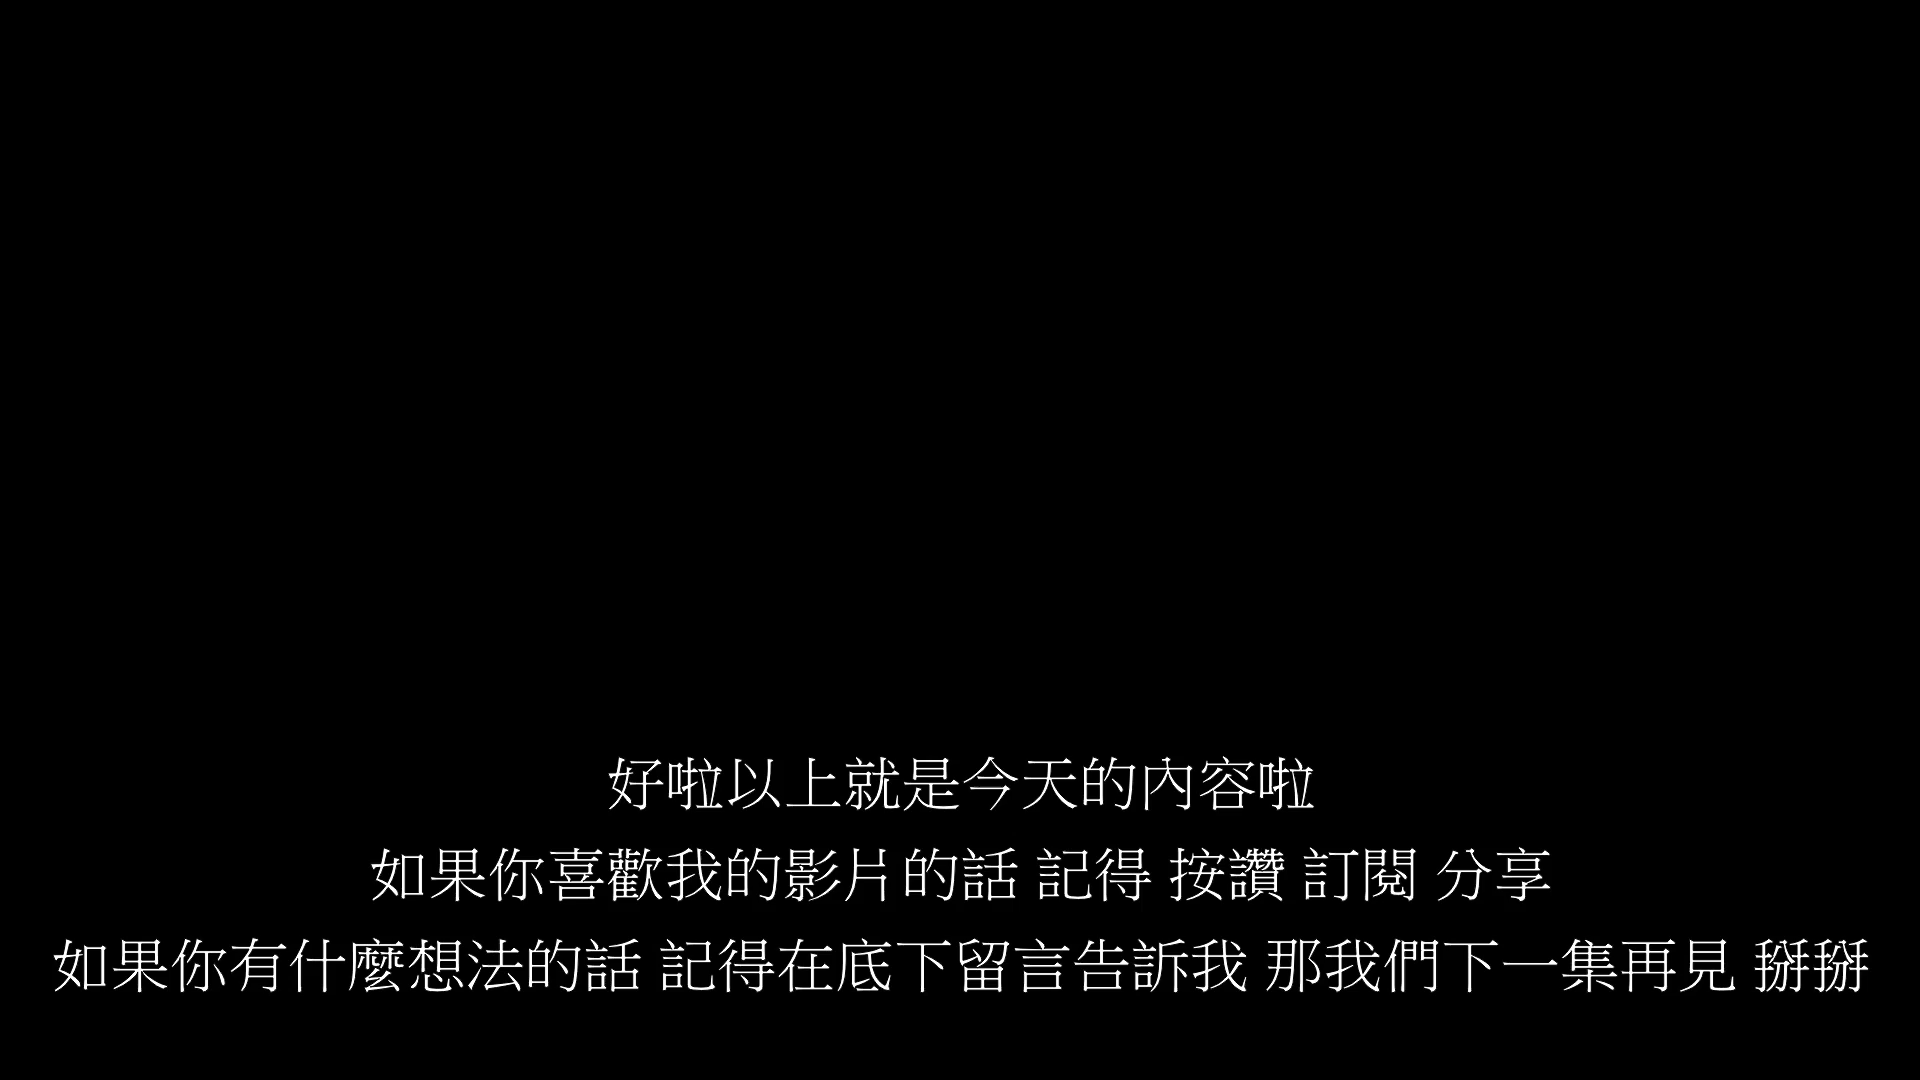 好啦以上就是今天的內容啦
如果你喜歡我的影片的話 記得 按讚 訂閱 分享
如果你有什麼想法的話 記得在底下留言告訴我 那我們下一集再見 掰掰